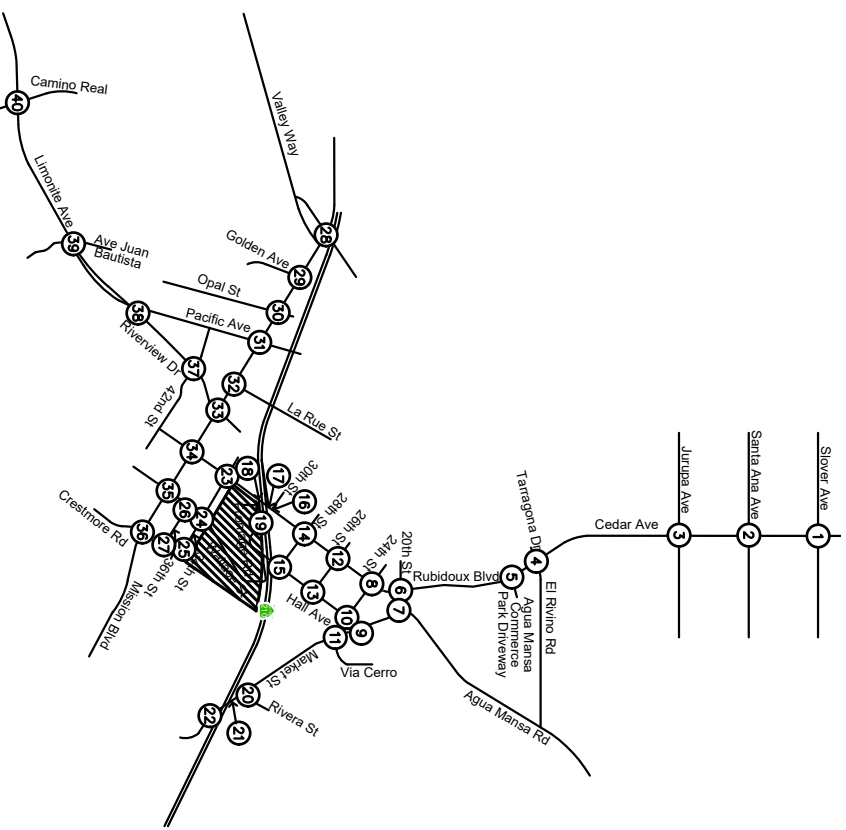 Camino Real
40
Limonite Ave
39
Ave Juan
Bautista
38
Riverview Dr
37
42nd St
Valley Way
28
Golden Ave
29
Opal St
30
Pacific Ave
31
32
La Rue St
33
34
35
Crestmore Rd
36
Mission Blvd
23
26
24
27
25
36th St
18
17
30th St
16
19
28th St
14
26th St
12
24th St
8
20th St
6
15
13
Hall Ave
10
7
9
11
Via Cerro
Market St
20
Rivera St
22
21
Rubidoux Blvd
5
Agua Mansa
Commerce
Park Driveway
4
Tarragona Dr
El Rivino Rd
Agua Mansa Rd
Cedar Ave
3
Jurupa Ave
2
Santa Ana Ave
1
Slover Ave